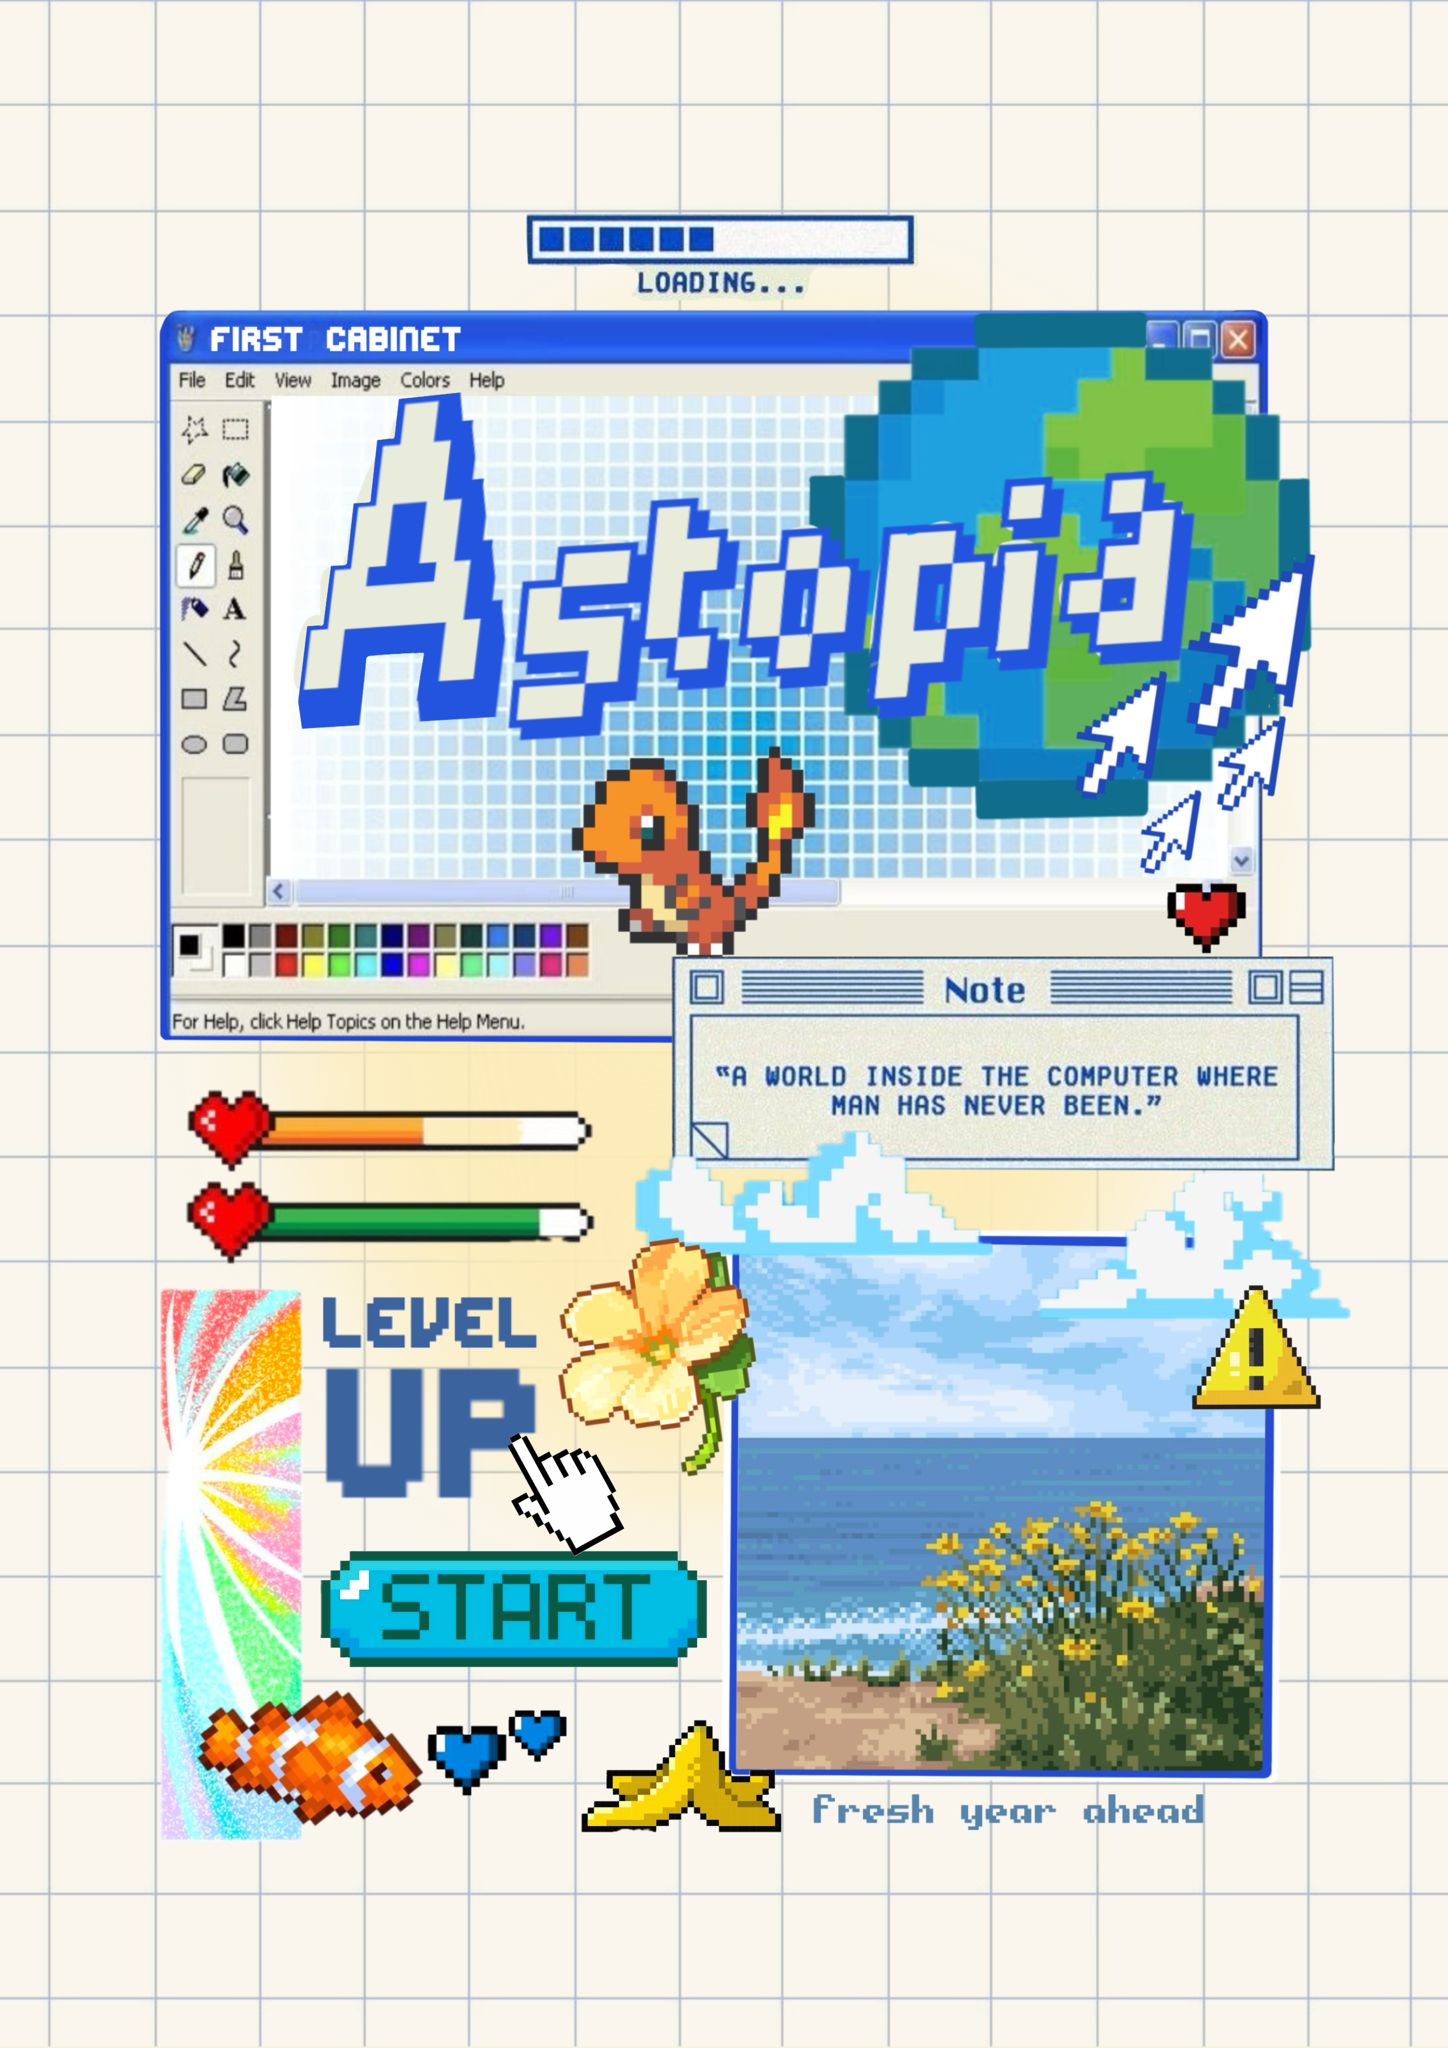 LOADING...
FIRST CABINET
File Edit View Image Colors Help
Astopia
A
For Help, click Help Topics on the Help Menu.
Note
“A WORLD INSIDE THE COMPUTER WHERE
MAN HAS NEVER BEEN.”
LEVEL
UP
START
fresh year ahead